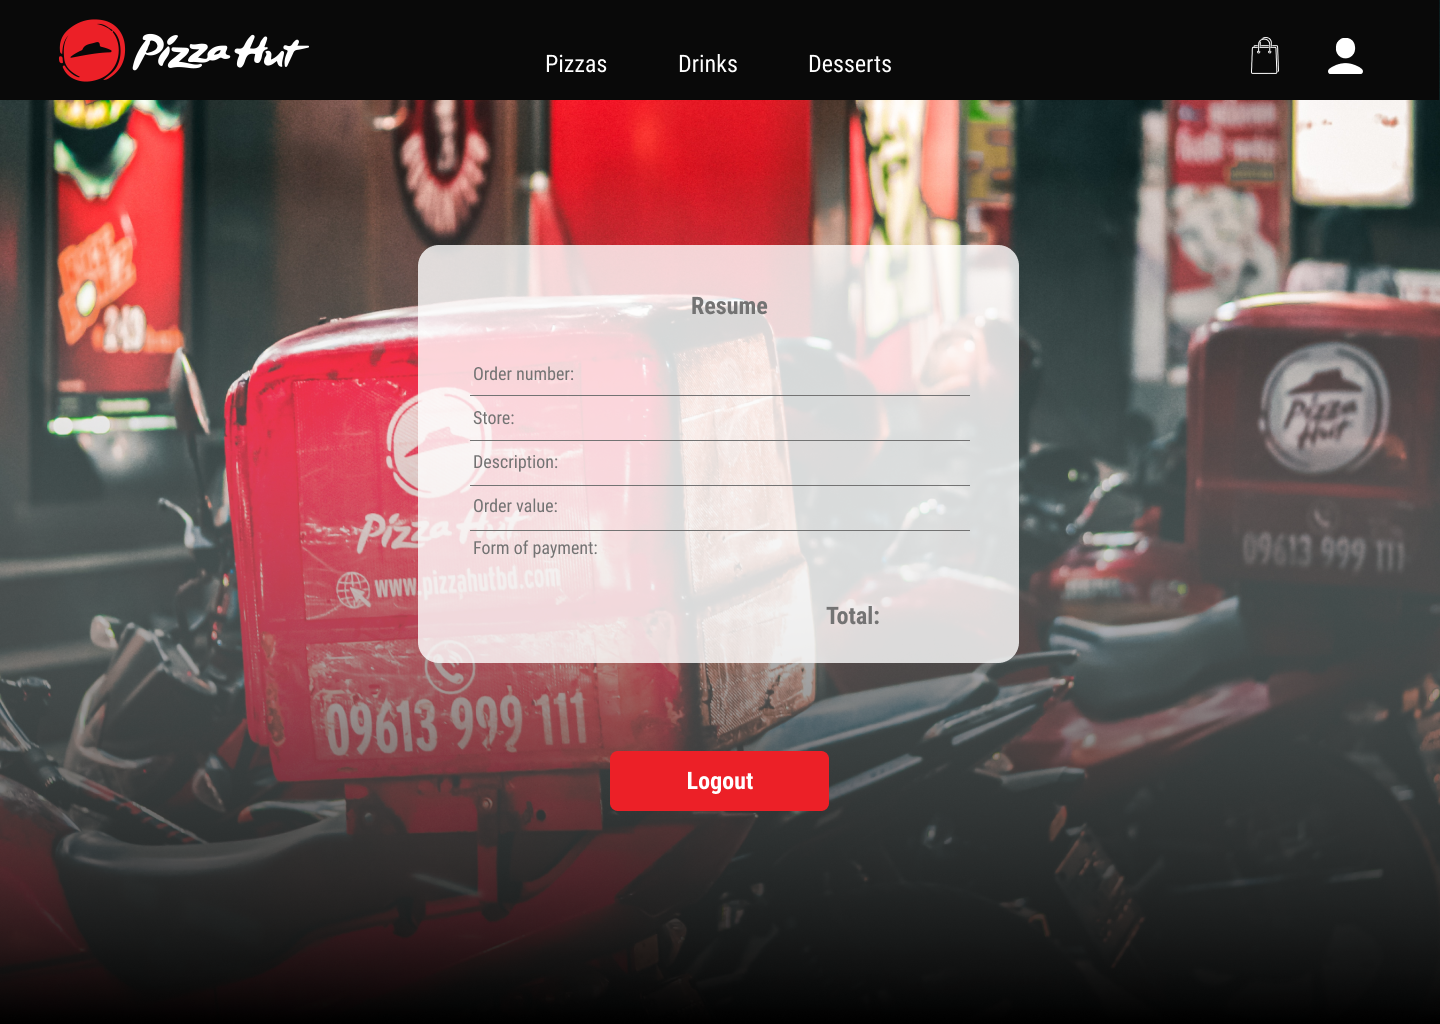 Pizza Hut
Pizzas Drinks Desserts
Resume
Order number:
Store:
Description:
Order value:
Form of payment:
Total:
Pizza Hut
www.pizzahutbd.com
09613 999 111
Pizza
Hut
09613 999 111
Logout